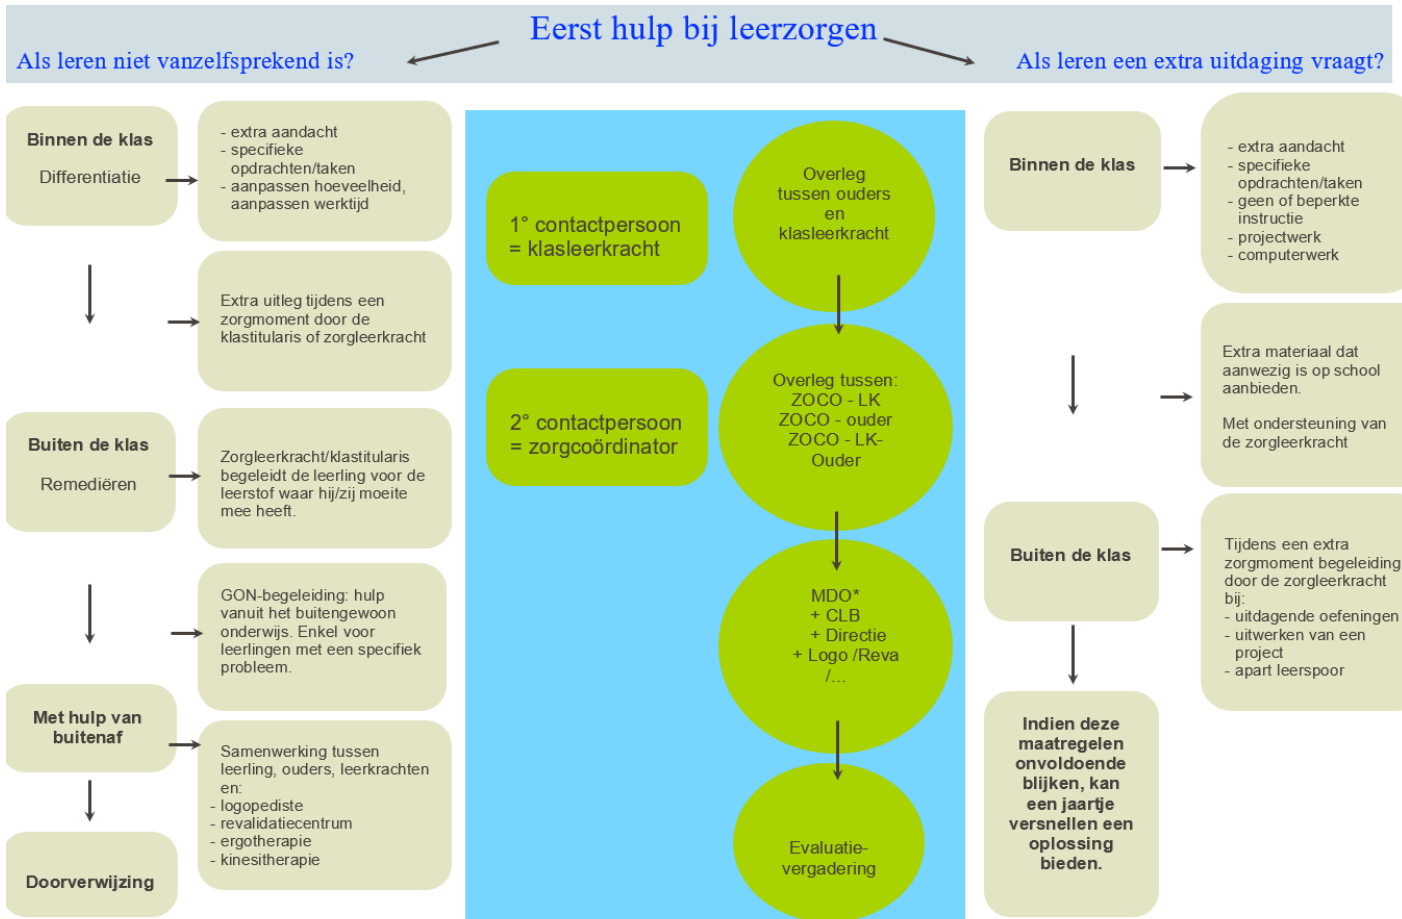 Eerst hulp bij leerzorgen
Als leren niet vanzelfsprekend is?
Als leren een extra uitdaging vraagt?
Binnen de klas
Differentiatie
- extra aandacht
- specifieke
opdrachten/taken
- aanpassen hoeveelheid,
aanpassen werktijd
Extra uitleg tijdens een
zorgmoment door de
klastitularis of zorgleerkracht
Buiten de klas
Remediëren
Zorgleerkracht/klastitularis
begeleidt de leerling voor de
leerstof waar hij/zij moeite
mee heeft.
GON-begeleiding: hulp
vanuit het buitengewoon
onderwijs. Enkel voor
leerlingen met een specifiek
probleem.
Met hulp van
buitenaf
Samenwerking tussen
leerling, ouders, leerkrachten
en:
- logopediste
- revalidatiecentrum
- ergotherapie
- kinesitherapie
Doorverwijzing
1° contactpersoon
= klasleerkracht
Overleg
tussen ouders
en
klasleerkracht
2° contactpersoon
= zorgcoördinator
Overleg tussen:
ZOCO - LK
ZOCO - ouder
ZOCO - LK-
Ouder
MDO*
+ CLB
+ Directie
+ Logo /Reva
/...
Evaluatie-
vergadering
Binnen de klas
- extra aandacht
- specifieke
opdrachten/taken
- geen of beperkte
instructie
- projectwerk
- computerwerk
Extra materiaal dat
aanwezig is op school
aanbieden.
Met ondersteuning van
de zorgleerkracht
Buiten de klas
Tijdens een extra
zorgmoment begeleiding
door de zorgleerkracht
bij:
- uitdagende oefeningen
- uitwerken van een
project
- apart leerspoor
Indien deze
maatregelen
onvoldoende
blijken, kan
een jaartje
versnellen een
oplossing
bieden.